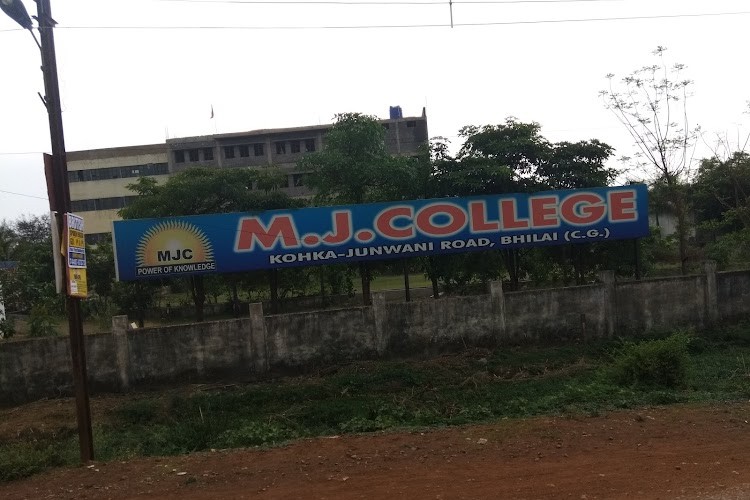 M.J.COLLEGE
KOHKA-JUNWANI ROAD, BHILAI (C.G.)
MJC
POWER OF KNOWLEDGE